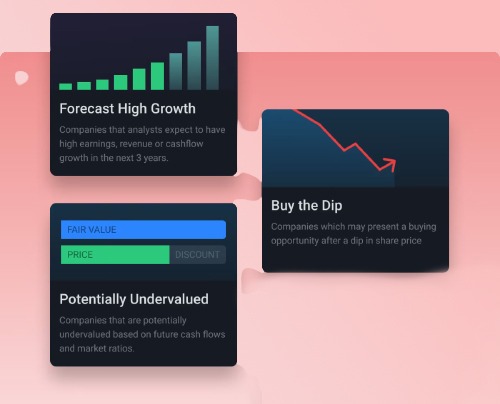 Forecast High Growth
Companies that analysts expect to have
high earnings, revenue or cashflow
growth in the next 3 years.
Buy the Dip
Companies which may present a buying
opportunity after a dip in share price
FAIR VALUE
PRICE
DISCOUNT
Potentially Undervalued
Companies that are potentially
undervalued based on future cash flows
and market ratios.